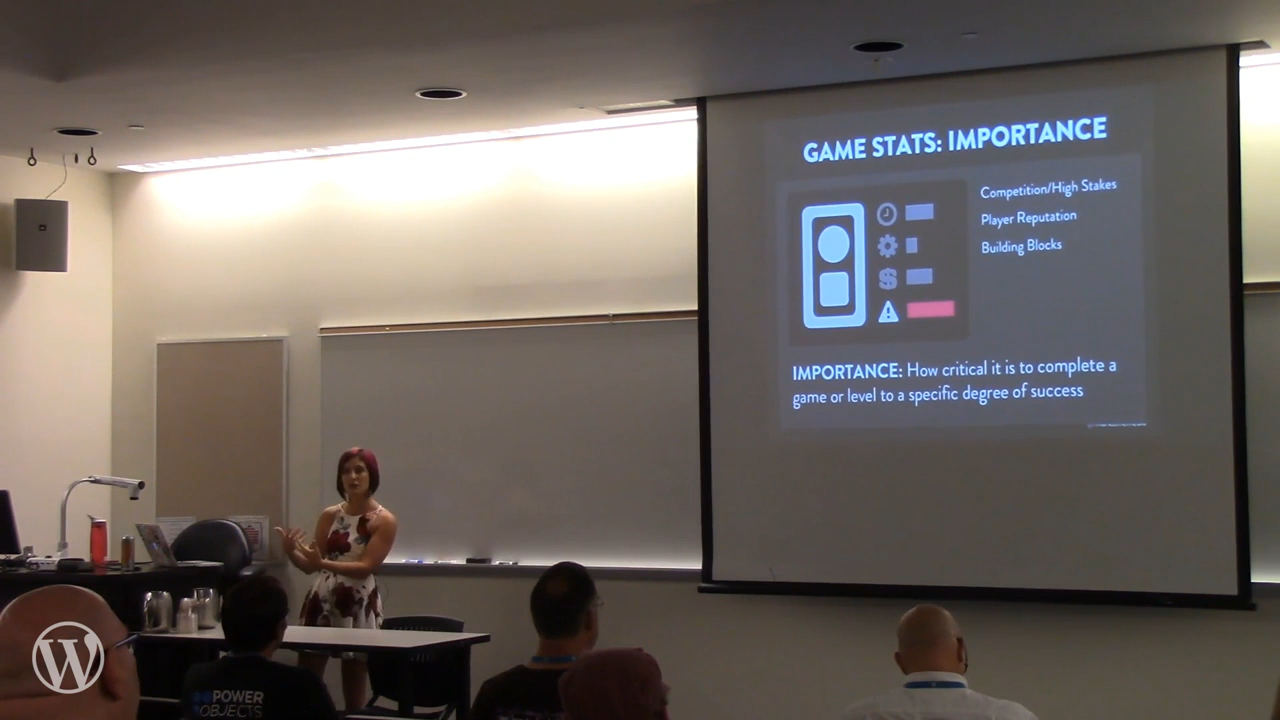 GAME STATS: IMPORTANCE
Competition/High Stakes
Player Reputation
Building Blocks
$
IMPORTANCE: How critical it is to complete a
game or level to a specific degree of success
POWER
OBJECTS
W